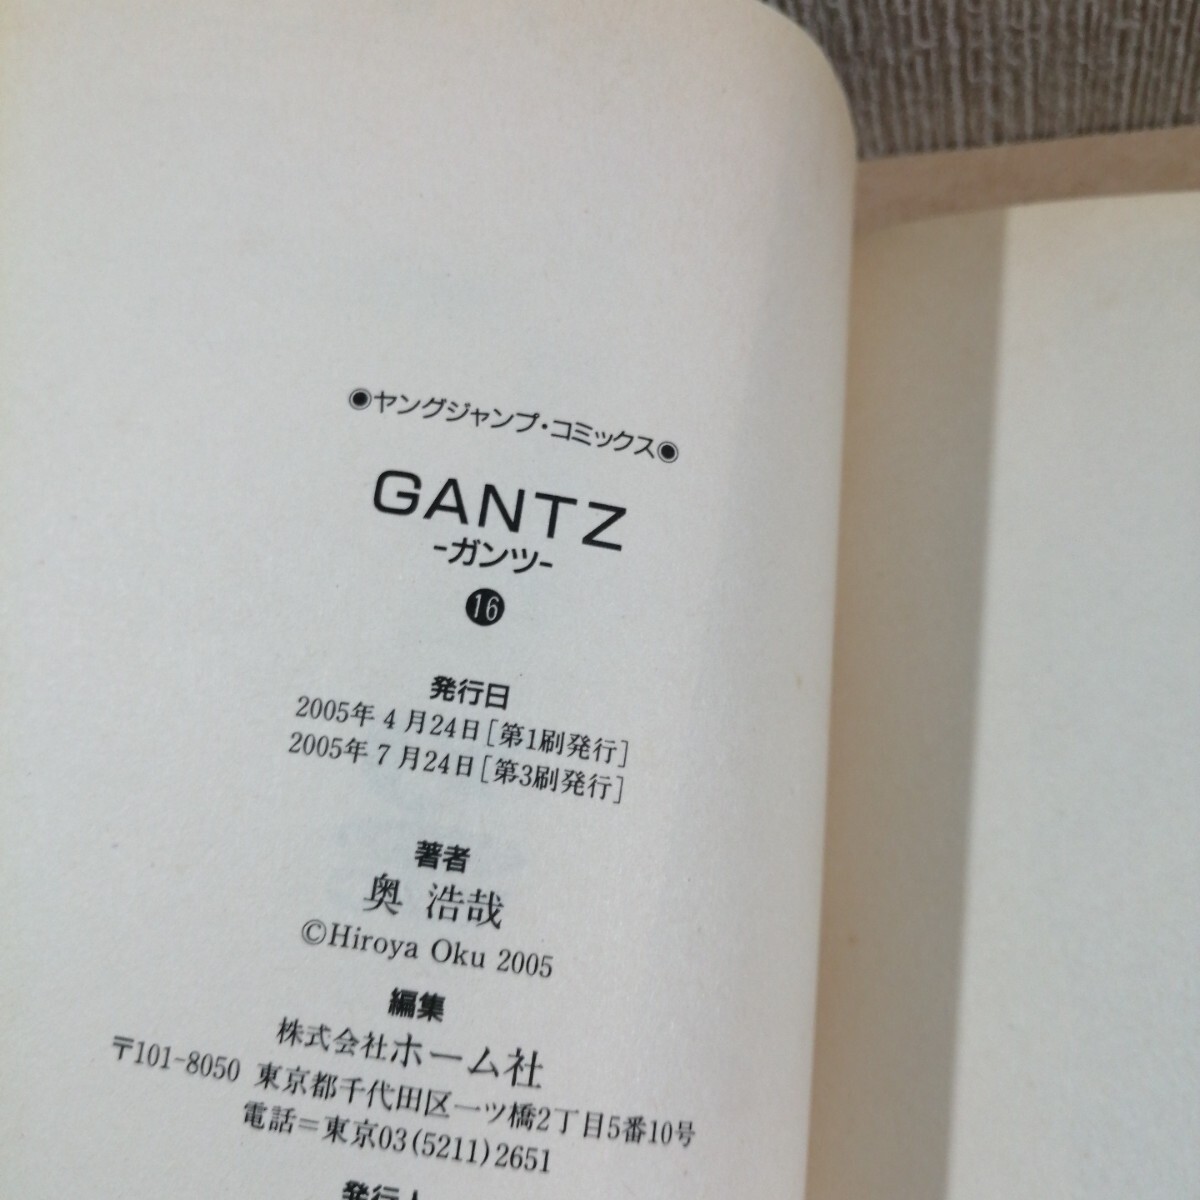 ◉ヤングジャンプ・コミックス◉
GANTZ
-ガンツ-
16
発行日
2005年4月24日[第1刷発行]
2005年7月24日[第3刷発行]
著者
奥 浩哉
©Hiroya Oku 2005
編集
株式会社ホーム社
〒101-8050 東京都千代田区一ツ橋2丁目5番10号
電話=東京03(5211)2651
発行人